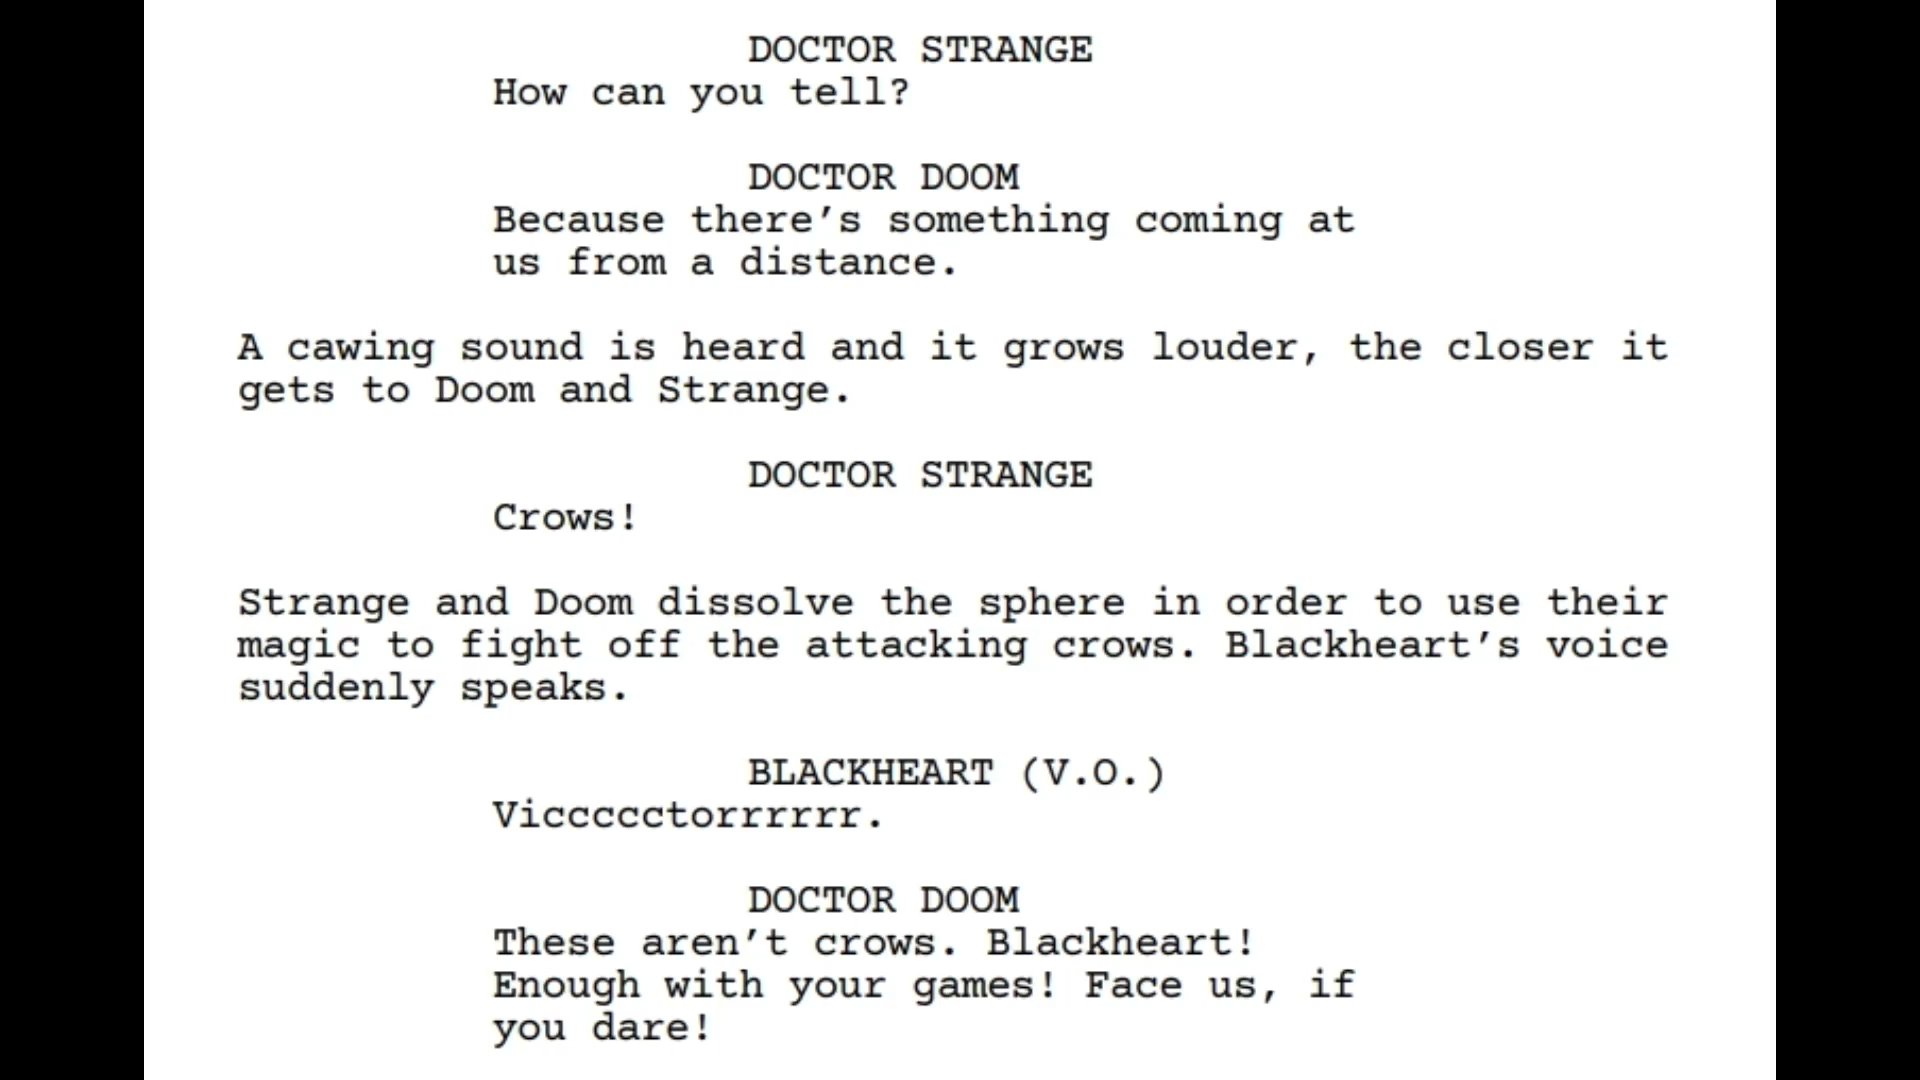 DOCTOR STRANGE
How can you tell?
DOCTOR DOOM
Because there’s something coming at
us from a distance.
A cawing sound is heard and it grows louder, the closer it
gets to Doom and Strange.
DOCTOR STRANGE
Crows!
Strange and Doom dissolve the sphere in order to use their
magic to fight off the attacking crows. Blackheart’s voice
suddenly speaks.
BLACKHEART (V.O.)
Viccccctorrrrrr.
DOCTOR DOOM
These aren’t crows. Blackheart!
Enough with your games! Face us, if
you dare!